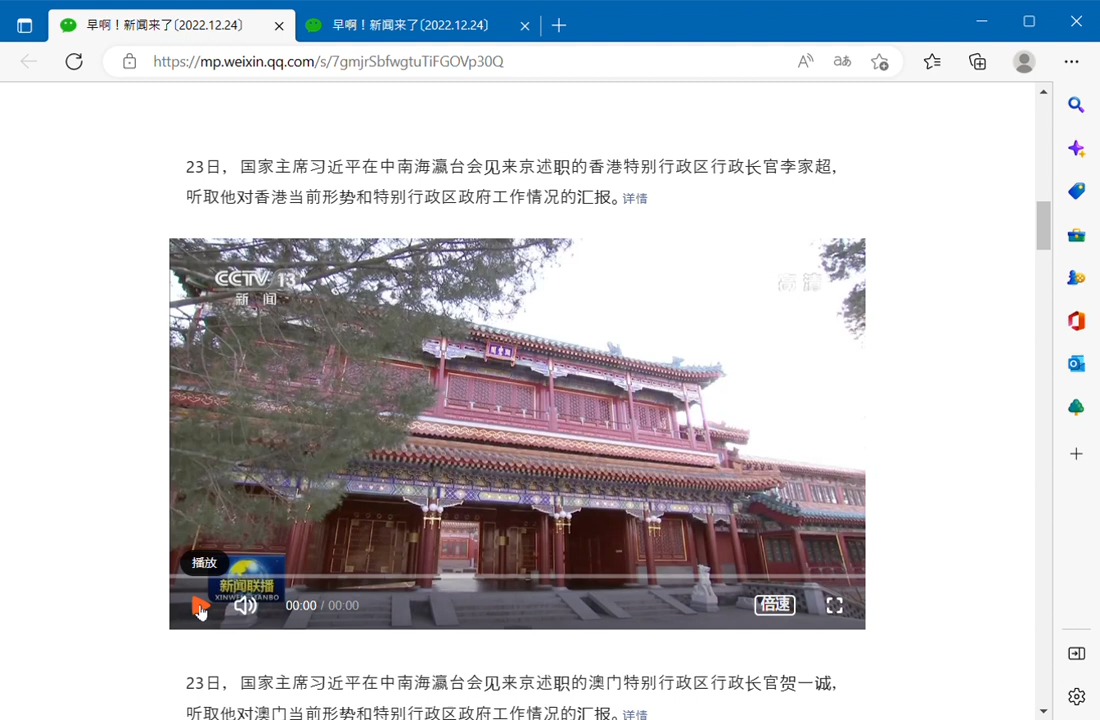 早啊！新闻来了〔2022.12.24〕
早啊！新闻来了〔2022.12.24〕
https://mp.weixin.qq.com/s/7gmjrSbfwgtuTiFGOVp30Q
23日，国家主席习近平在中南海瀛台会见来京述职的香港特别行政区行政长官李家超，
听取他对香港当前形势和特别行政区政府工作情况的汇报。详情
CCTV 13
新闻
高清
播放
新闻联播
XINWEN LIANBO
00:00 / 00:00
倍速
23日，国家主席习近平在中南海瀛台会见来京述职的澳门特别行政区行政长官贺一诚，
听取他对澳门当前形势和特别行政区政府工作情况的汇报。详情